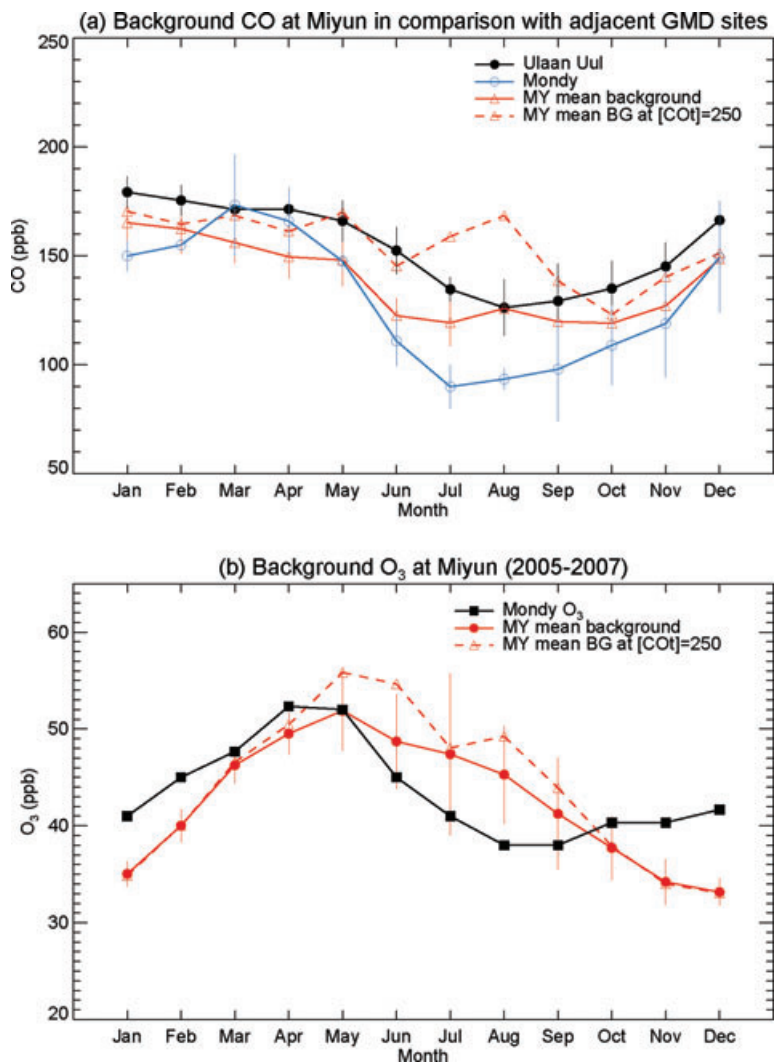 (a) Background CO at Miyun in comparison with adjacent GMD sites
250
200
150
100
50
CO (ppb)
Ulaan Uul
Mondy
MY mean background
MY mean BG at [COt]=250
Jan Feb Mar Apr May Jun Jul Aug Sep Oct Nov Dec
Month
(b) Background O₃ at Miyun (2005-2007)
60
50
40
30
20
O₃ (ppb)
Mondy O₃
MY mean background
MY mean BG at [COt]=250
Jan Feb Mar Apr May Jun Jul Aug Sep Oct Nov Dec
Month